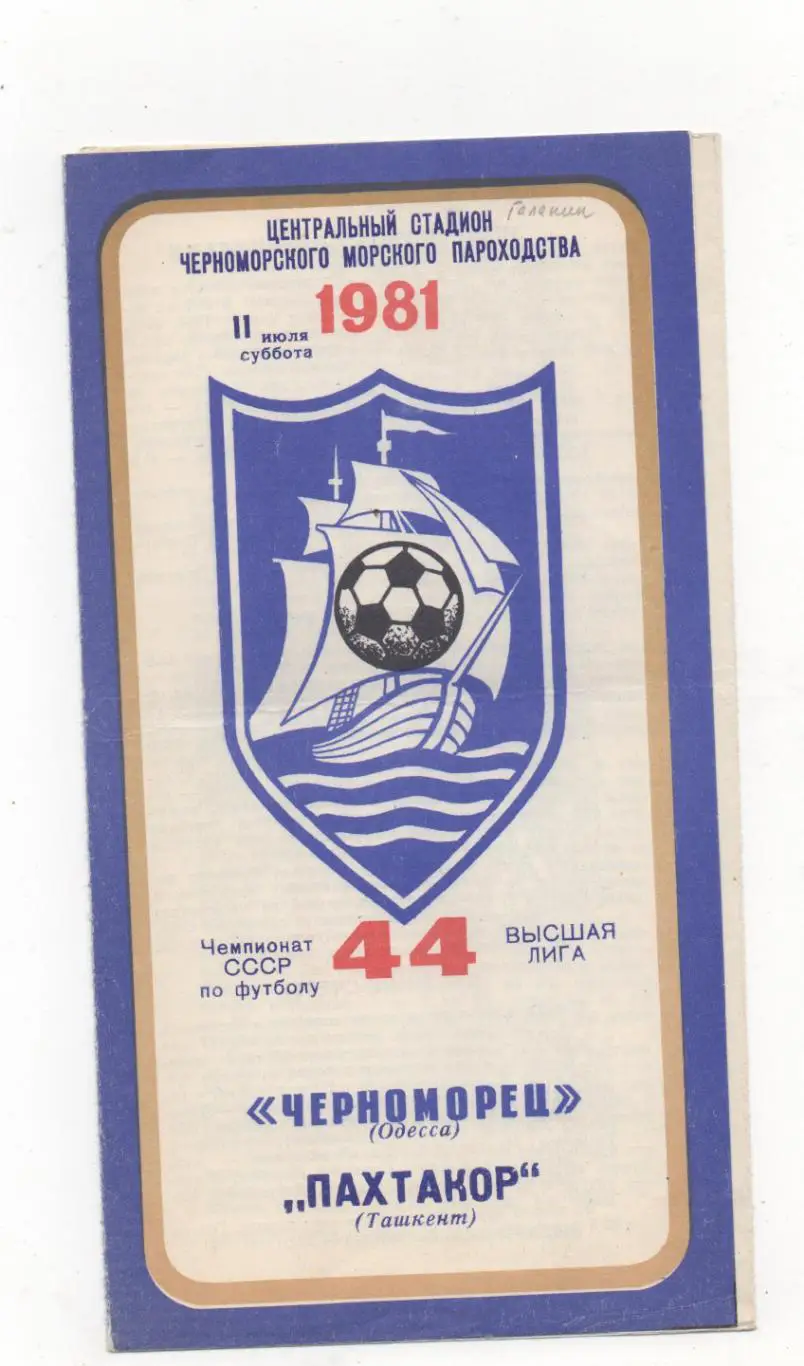 Галанин
ЦЕНТРАЛЬНЫЙ СТАДИОН
ЧЕРНОМОРСКОГО МОРСКОГО ПАРОХОДСТВА
11 июля 1981
суббота
Чемпионат
СССР
по футболу
44
ВЫСШАЯ
ЛИГА
«ЧЕРНОМОРЕЦ»
(Одесса)
„ПАХТАКОР“
(Ташкент)